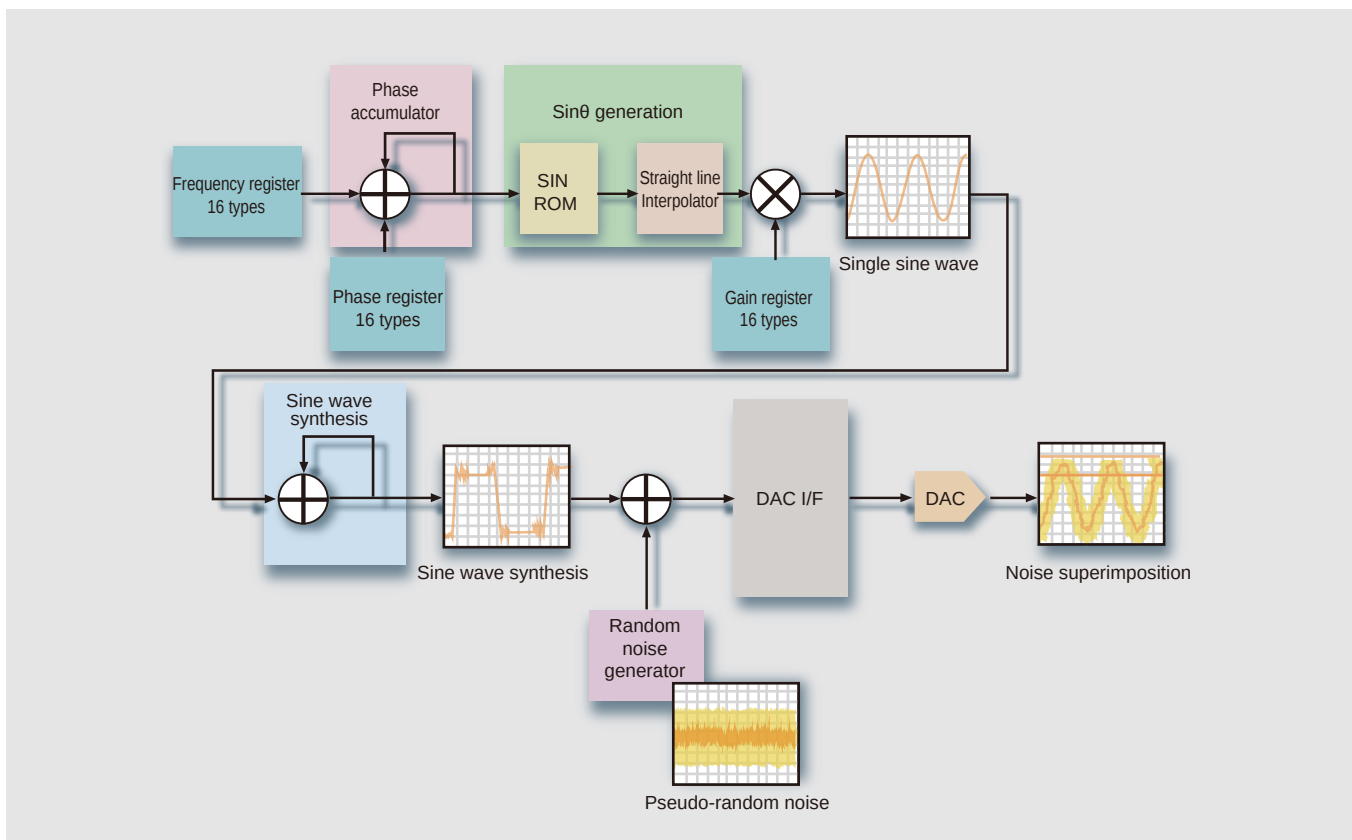 Phase
accumulator
Sinθ generation
Frequency register
16 types
SIN
ROM
Straight line
Interpolator
Single sine wave
Phase register
16 types
Gain register
16 types
Sine wave
synthesis
DAC I/F
DAC
Sine wave synthesis
Noise superimposition
Random
noise
generator
Pseudo-random noise